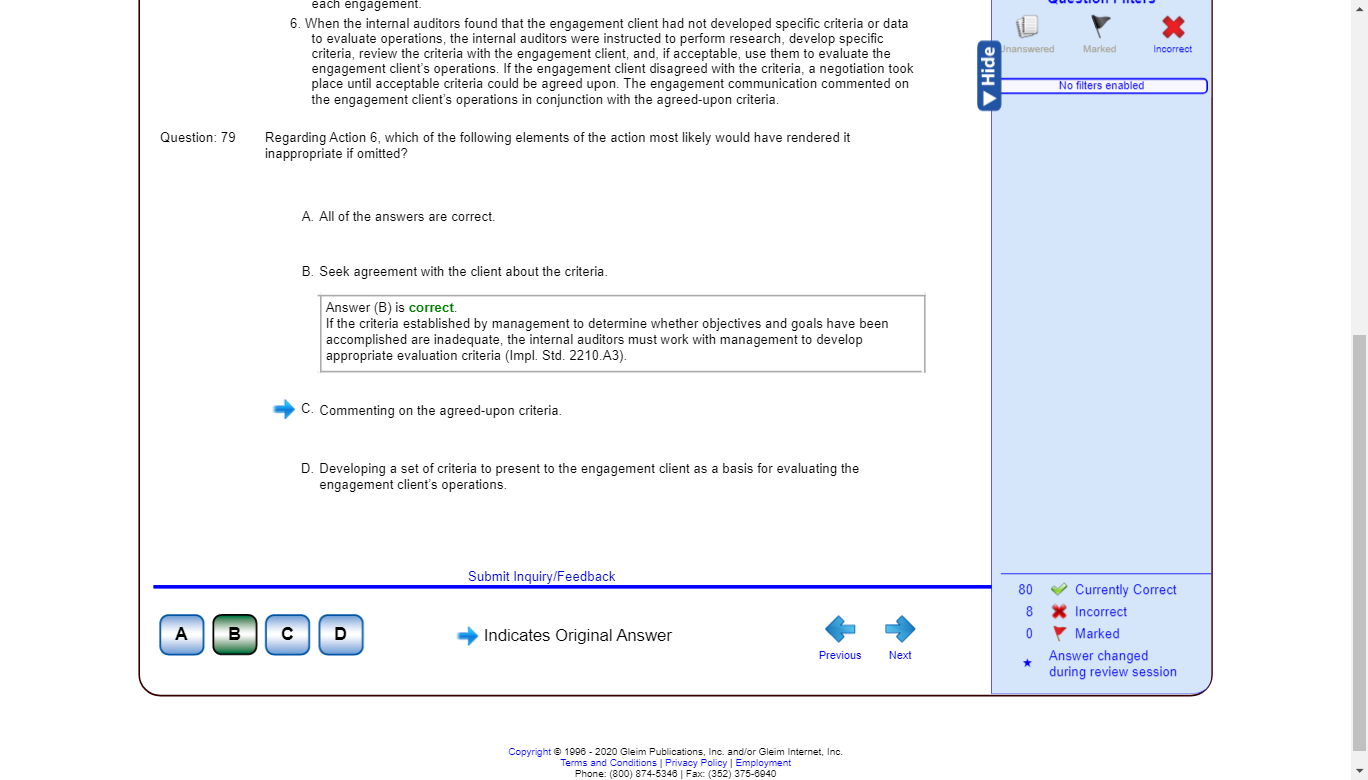 each engagement.
6. When the internal auditors found that the engagement client had not developed specific criteria or data
to evaluate operations, the internal auditors were instructed to perform research, develop specific
criteria, review the criteria with the engagement client, and, if acceptable, use them to evaluate the
engagement client's operations. If the engagement client disagreed with the criteria, a negotiation took
place until acceptable criteria could be agreed upon. The engagement communication commented on
the engagement client's operations in conjunction with the agreed-upon criteria.
Question: 79 Regarding Action 6, which of the following elements of the action most likely would have rendered it
inappropriate if omitted?
A. All of the answers are correct.
B. Seek agreement with the client about the criteria.
Answer (B) is correct.
If the criteria established by management to determine whether objectives and goals have been
accomplished are inadequate, the internal auditors must work with management to develop
appropriate evaluation criteria (Impl. Std. 2210.A3).
C. Commenting on the agreed-upon criteria.
D. Developing a set of criteria to present to the engagement client as a basis for evaluating the
engagement client's operations.
Submit Inquiry/Feedback
A B C D Indicates Original Answer
Previous Next
Question Filters
Unanswered Marked Incorrect
Hide
No filters enabled
80 Currently Correct
8 Incorrect
0 Marked
Answer changed
during review session
Copyright © 1996 - 2020 Gleim Publications, Inc. and/or Gleim Internet, Inc.
Terms and Conditions | Privacy Policy | Employment
Phone: (800) 874-5346 | Fax: (352) 375-6940